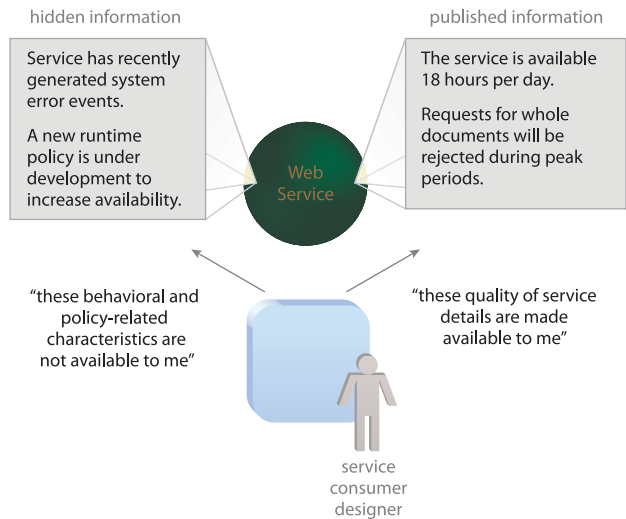 hidden information
Service has recently
generated system
error events.
A new runtime
policy is under
development to
increase availability.
published information
The service is available
18 hours per day.
Requests for whole
documents will be
rejected during peak
periods.
Web
Service
“these behavioral and
policy-related
characteristics are
not available to me”
“these quality of service
details are made
available to me”
service
consumer
designer